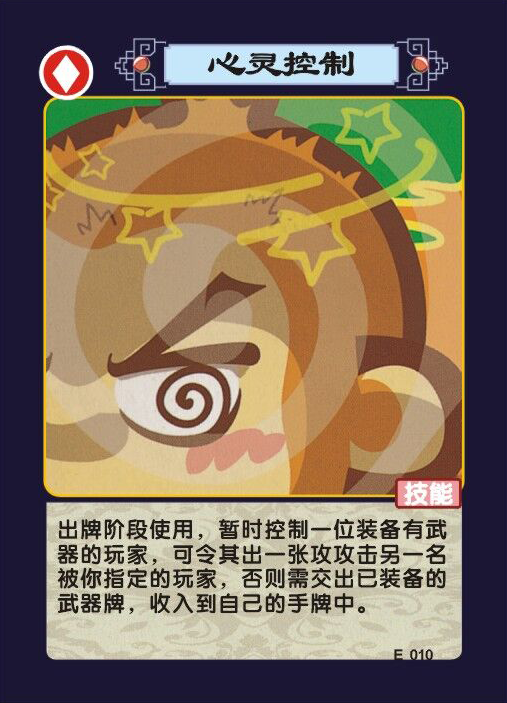 心灵控制
技能
出牌阶段使用，暂时控制一位装备有武
器的玩家，可令其出一张攻攻击另一名
被你指定的玩家，否则需交出已装备的
武器牌，收入到自己的手牌中。
E 010